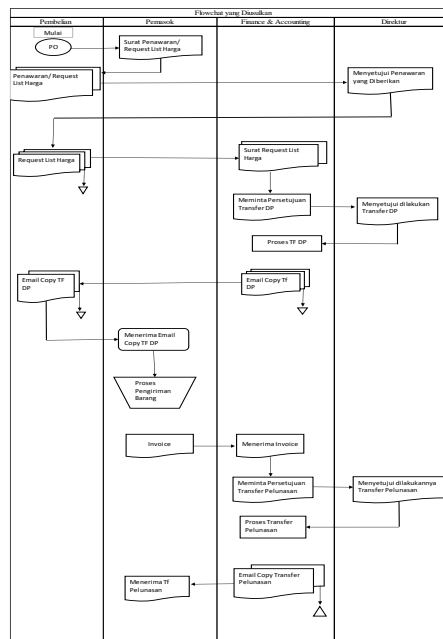 Flowchat yang Diusulkan
Pembelian
Pemasok
Finance & Accounting
Direktur
Mulai
PO
Surat Penawaran/
Request List Harga
Penawaran/ Request
List Harga
Menyetujui Penawaran
yang Diberikan
Request List Harga
Surat Request List
Harga
Meminta Persetujuan
Transfer DP
Menyetujui dilakukan
Transfer DP
Proses TF DP
Email Copy TF
DP
Email Copy Tf
DP
Menerima Email
Copy TF DP
Proses
Pengiriman
Barang
Invoice
Menerima Invoice
Meminta Persetujuan
Transfer Pelunasan
Menyetujui dilakukannya
Transfer Pelunasan
Proses Transfer
Pelunasan
Menerima Tf
Pelunasan
Email Copy Transfer
Pelunasan